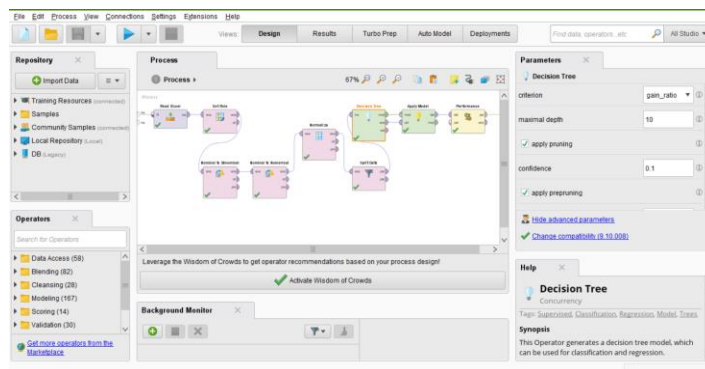 File Edit Process View Connections Settings Extensions Help
Views: Design Results Turbo Prep Auto Model Deployments
Find data, operators...etc All Studio
Repository
Import Data
Training Resources (connected)
Samples
Community Samples (connected)
Local Repository (Local)
DB (Legacy)
Operators
Search for Operators
Data Access (58)
Blending (82)
Cleansing (28)
Modeling (167)
Scoring (14)
Validation (30)
Get more operators from the
Marketplace
Process
Process
67%
Process
Read Excel Set Role
Normalize
Decision Tree Apply Model Performance
Nominal to Numerical
Split Data
Leverage the Wisdom of Crowds to get operator recommendations based on your process design!
Activate Wisdom of Crowds
Background Monitor
Parameters
Decision Tree
criterion gain_ratio
maximal depth 10
apply pruning
confidence 0.1
apply prepruning
Hide advanced parameters
Change compatibility (9.10.008)
Help
Decision Tree
Concurrency
Tags: Supervised, Classification, Regression, Model, Trees
Synopsis
This Operator generates a decision tree model, which
can be used for classification and regression.